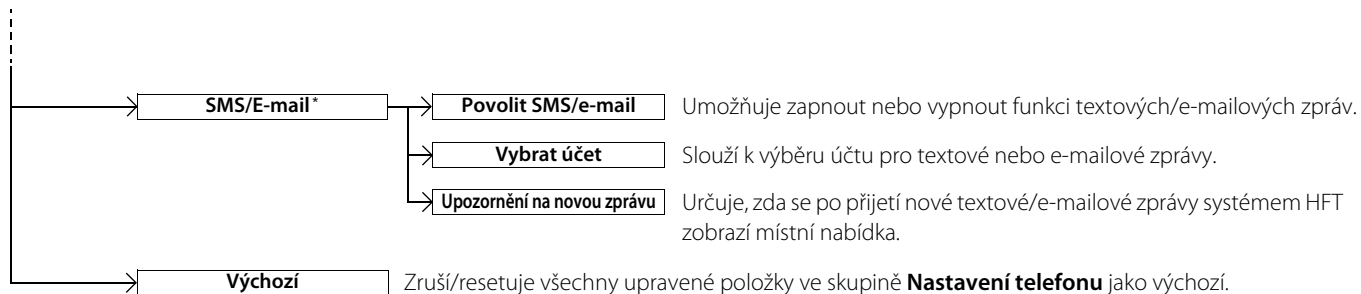 SMS/E-mail* Povolit SMS/e-mail Umožňuje zapnout nebo vypnout funkci textových/e-mailových zpráv.
Vybrat účet Slouží k výběru účtu pro textové nebo e-mailové zprávy.
Upozornění na novou zprávu Určuje, zda se po přijetí nové textové/e-mailové zprávy systémem HFT
zobrazí místní nabídka.
Výchozí Zruší/resetuje všechny upravené položky ve skupině Nastavení telefonu jako výchozí.